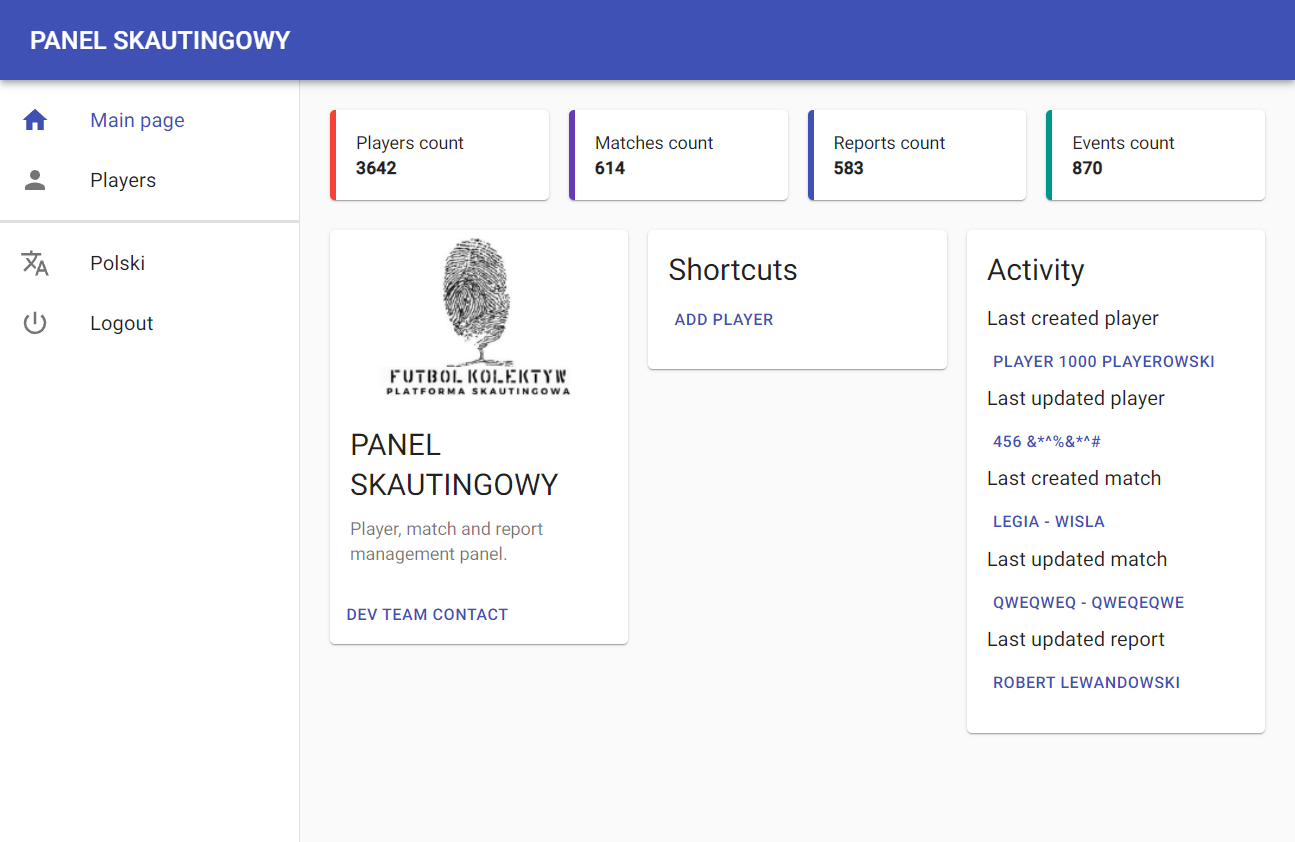 PANEL SKAUTINGOWY
Main page
Players
Polski
Logout
Players count
3642
Matches count
614
Reports count
583
Events count
870
FUTBOL KOLEKTYW
PLATFORMA SKAUTINGOWA
PANEL
SKAUTINGOWY
Player, match and report
management panel.
DEV TEAM CONTACT
Shortcuts
ADD PLAYER
Activity
Last created player
PLAYER 1000 PLAYEROWSKI
Last updated player
456 &*^%&*^#
Last created match
LEGIA - WISLA
Last updated match
QWEQWEQ - QWEQEQWE
Last updated report
ROBERT LEWANDOWSKI